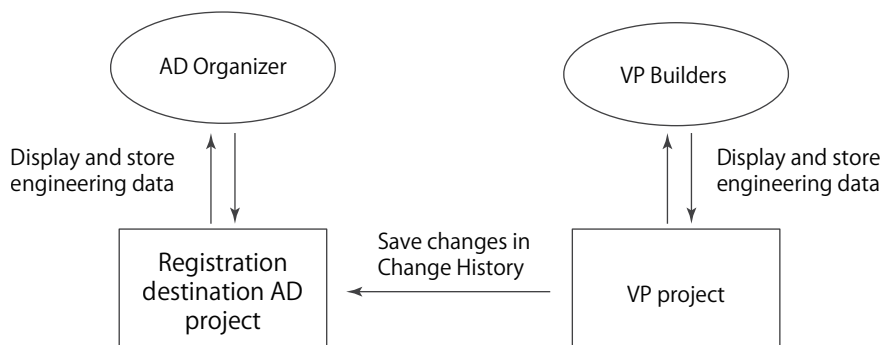 AD Organizer
VP Builders
Display and store
engineering data
Display and store
engineering data
Save changes in
Change History
Registration
destination AD
project
VP project